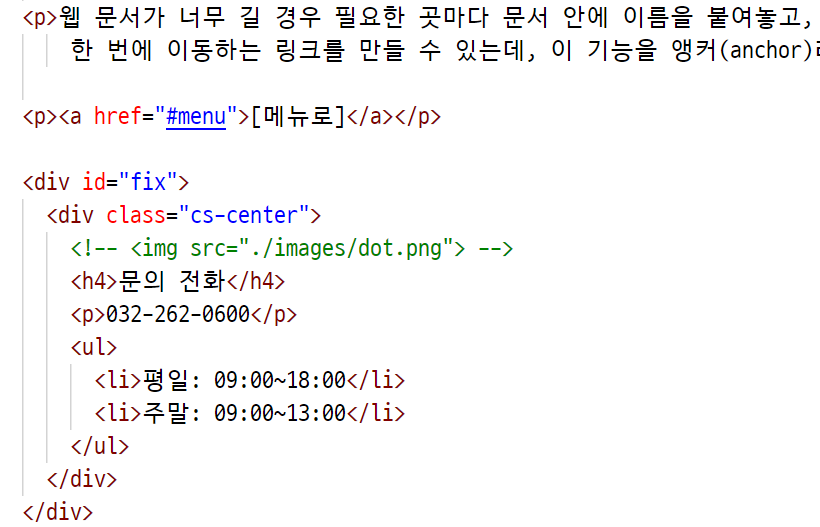 <p>웹 문서가 너무 길 경우 필요한 곳마다 문서 안에 이름을 붙여놓고,
한 번에 이동하는 링크를 만들 수 있는데, 이 기능을 앵커(anchor)라
<p><a href="#menu">[메뉴로]</a></p>
<div id="fix">
<div class="cs-center">
<!-- <img src="./images/dot.png"> -->
<h4>문의 전화</h4>
<p>032-262-0600</p>
<ul>
<li>평일: 09:00~18:00</li>
<li>주말: 09:00~13:00</li>
</ul>
</div>
</div>